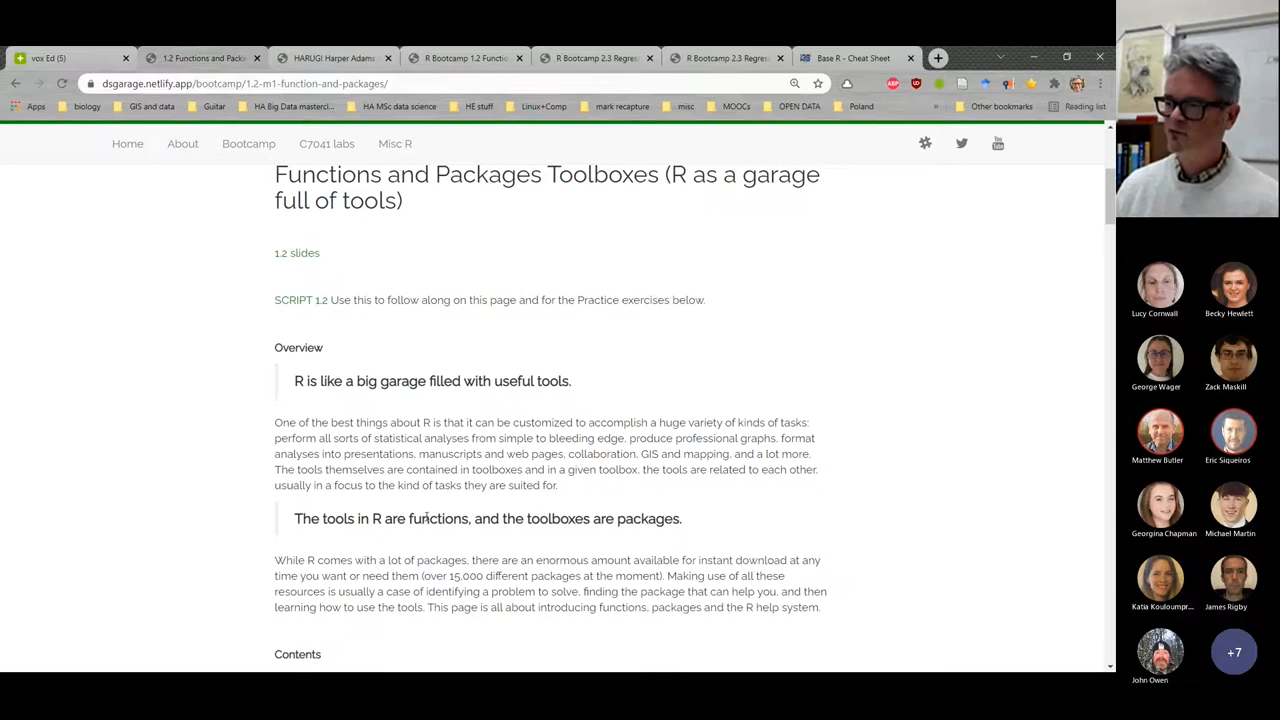 vox Ed (5)
1.2 Functions and Packa
HARUG! Harper Adams
R Bootcamp 1.2 Functio
R Bootcamp 2.3 Regres
R Bootcamp 2.3 Regres
Base R - Cheat Sheet
dsgarage.netlify.app/bootcamp/1.2-m1-function-and-packages/
Apps
biology
GIS and data
Guitar
HA Big Data mastercl...
HA MSc data science
HE stuff
Linux+Comp
mark recapture
misc
MOOCs
OPEN DATA
Poland
»
Other bookmarks
Reading list
Home
About
Bootcamp
C7041 labs
Misc R
Functions and Packages Toolboxes (R as a garage
full of tools)
1.2 slides
SCRIPT 1.2 Use this to follow along on this page and for the Practice exercises below.
Overview
R is like a big garage filled with useful tools.
One of the best things about R is that it can be customized to accomplish a huge variety of kinds of tasks:
perform all sorts of statistical analyses from simple to bleeding edge, produce professional graphs, format
analyses into presentations, manuscripts and web pages, collaboration, GIS and mapping, and a lot more.
The tools themselves are contained in toolboxes and in a given toolbox, the tools are related to each other,
usually in a focus to the kind of tasks they are suited for.
The tools in R are functions, and the toolboxes are packages.
While R comes with a lot of packages, there are an enormous amount available for instant download at any
time you want or need them (over 15,000 different packages at the moment). Making use of all these
resources is usually a case of identifying a problem to solve, finding the package that can help you, and then
learning how to use the tools. This page is all about introducing functions, packages and the R help system.
Contents
Lucy Cornwall
Becky Hewlett
George Wager
Zack Maskill
Matthew Butler
Eric Siqueiros
Georgina Chapman
Michael Martin
Katia Kouloumpr...
James Rigby
John Owen
+7